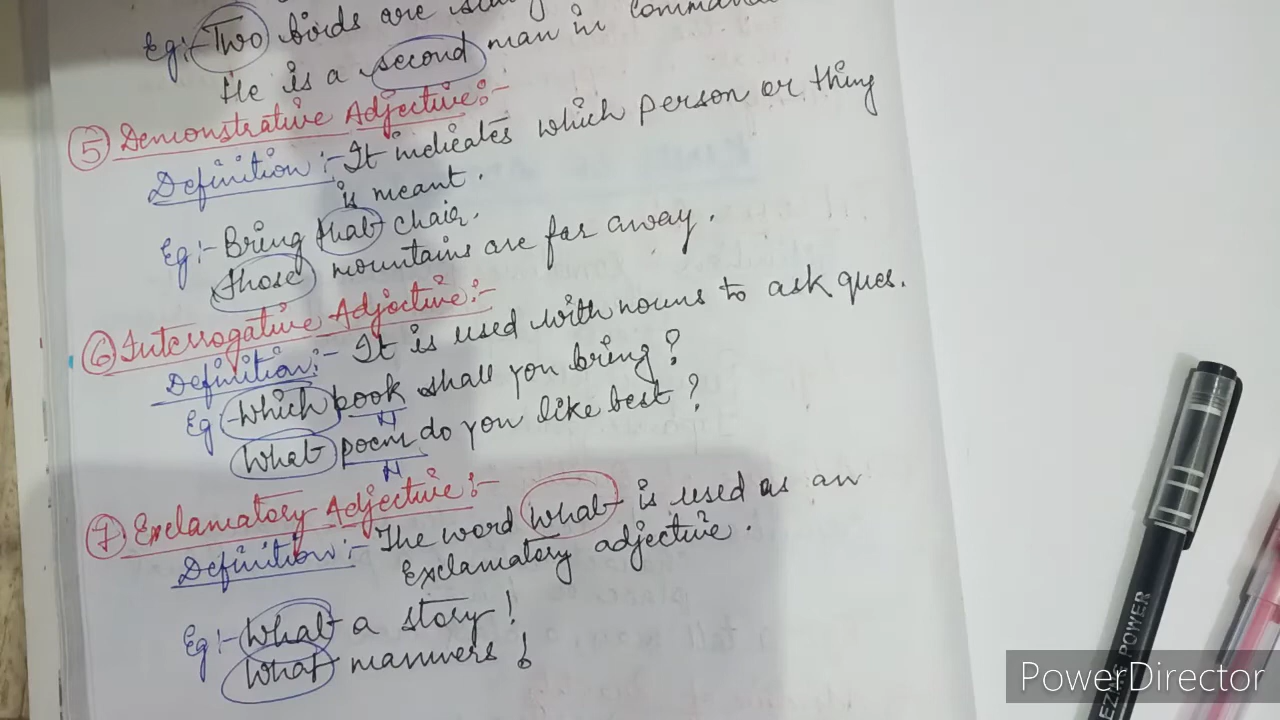 Eg:- Two birds are
He is a second man in
⑤ Demonstrative Adjective:-
Definition :- It indicates which person or thing
is meant.
Eg:- Bring that chair.
those mountains are far away.
⑥ Interrogative Adjective:-
Definition:- It is used with nouns to ask ques.
Eg :- which book shall you bring?
N
What poem do you like best?
N
⑦ Exclamatory Adjective:-
Definition:- The word what is used as an
Exclamatory adjective.
Eg:- What a story!
What manners!
PowerDirector